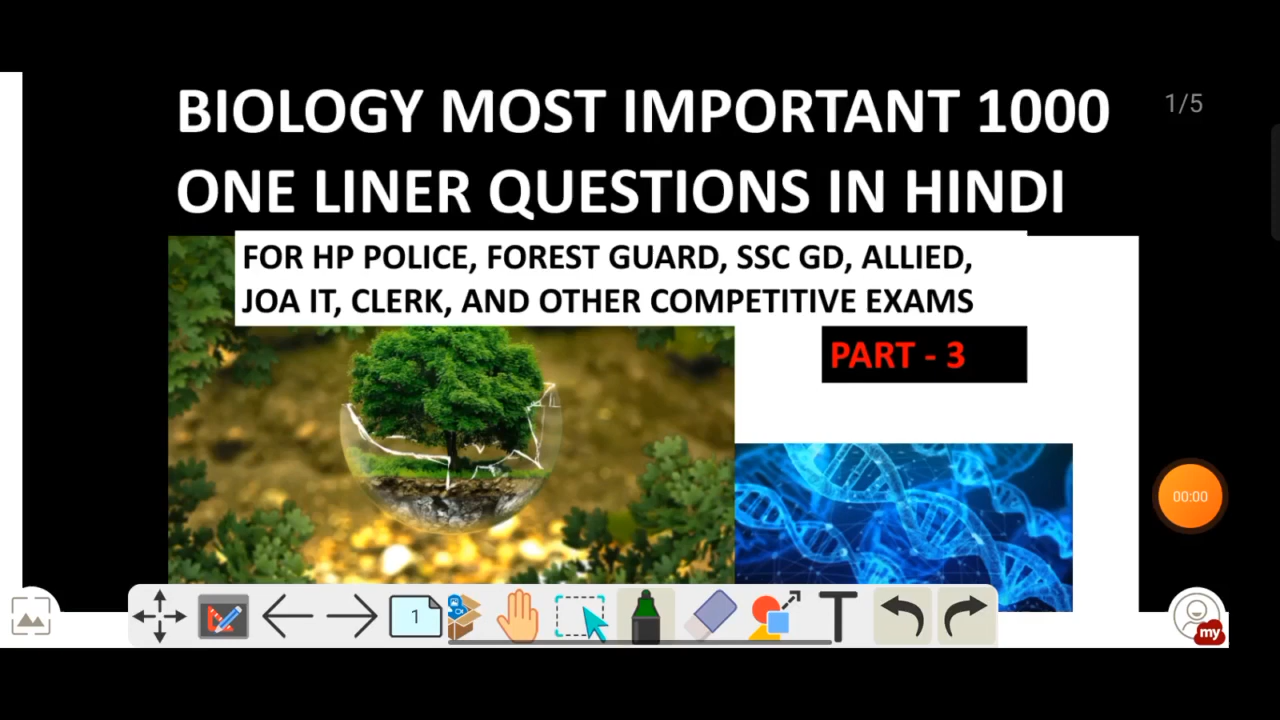 BIOLOGY MOST IMPORTANT 1000
1/5
ONE LINER QUESTIONS IN HINDI
FOR HP POLICE, FOREST GUARD, SSC GD, ALLIED,
JOA IT, CLERK, AND OTHER COMPETITIVE EXAMS
PART - 3
00:00
1
T
my